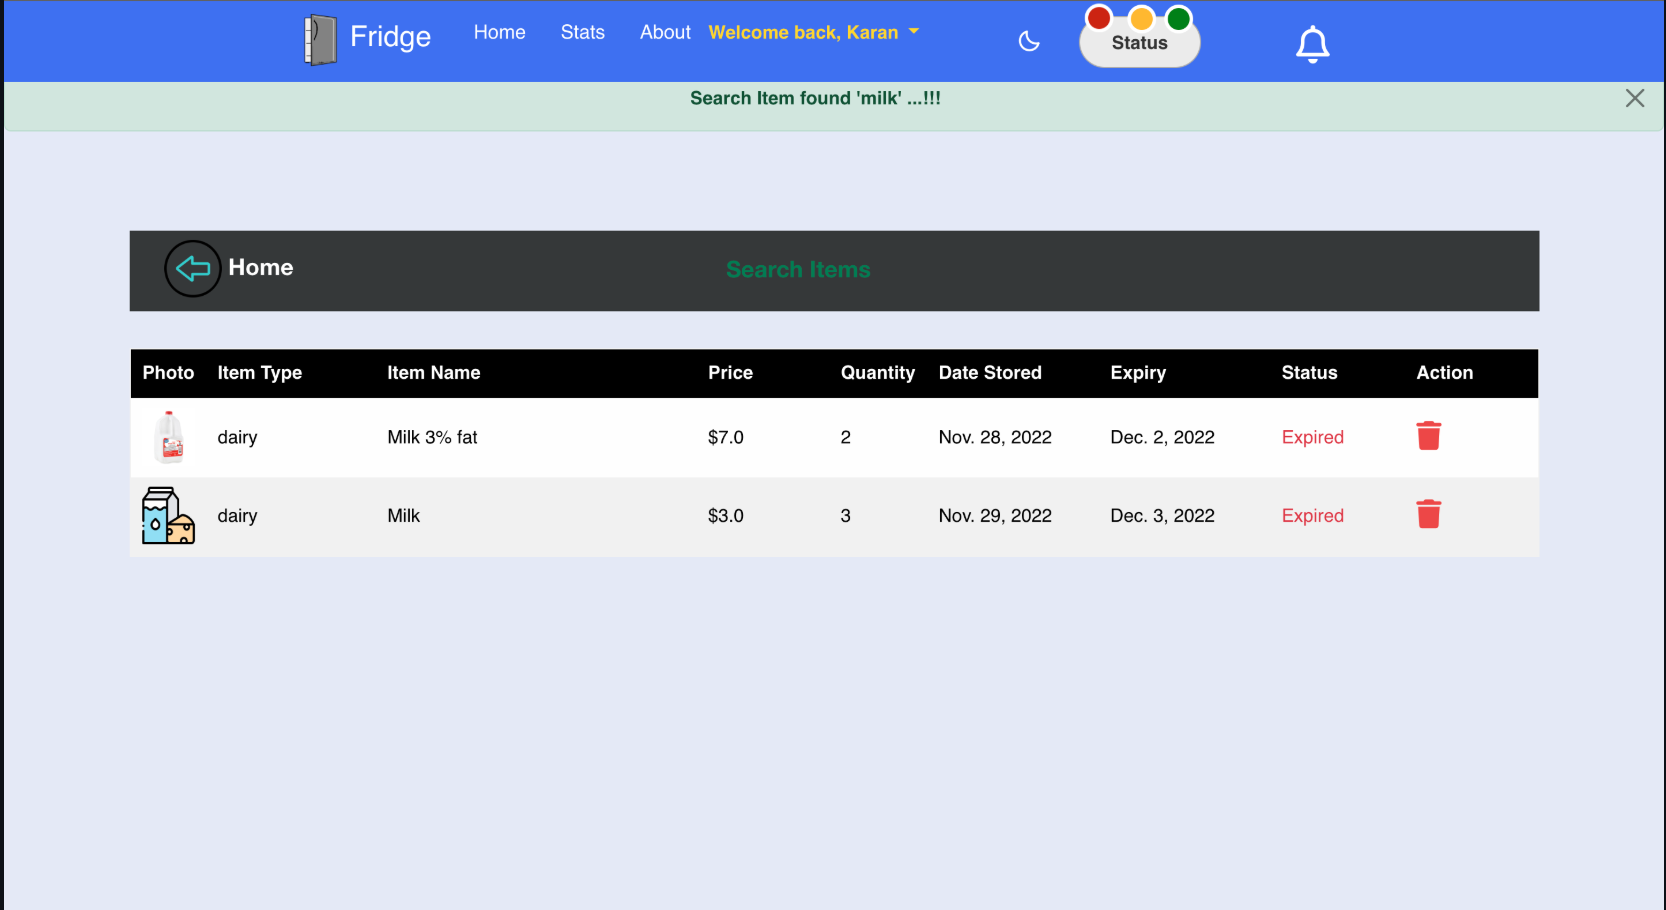 Fridge Home Stats About Welcome back, Karan Status
Search Item found 'milk' ...!!!
Home Search Items
Photo Item Type Item Name Price Quantity Date Stored Expiry Status Action
dairy Milk 3% fat $7.0 2 Nov. 28, 2022 Dec. 2, 2022 Expired
dairy Milk $3.0 3 Nov. 29, 2022 Dec. 3, 2022 Expired